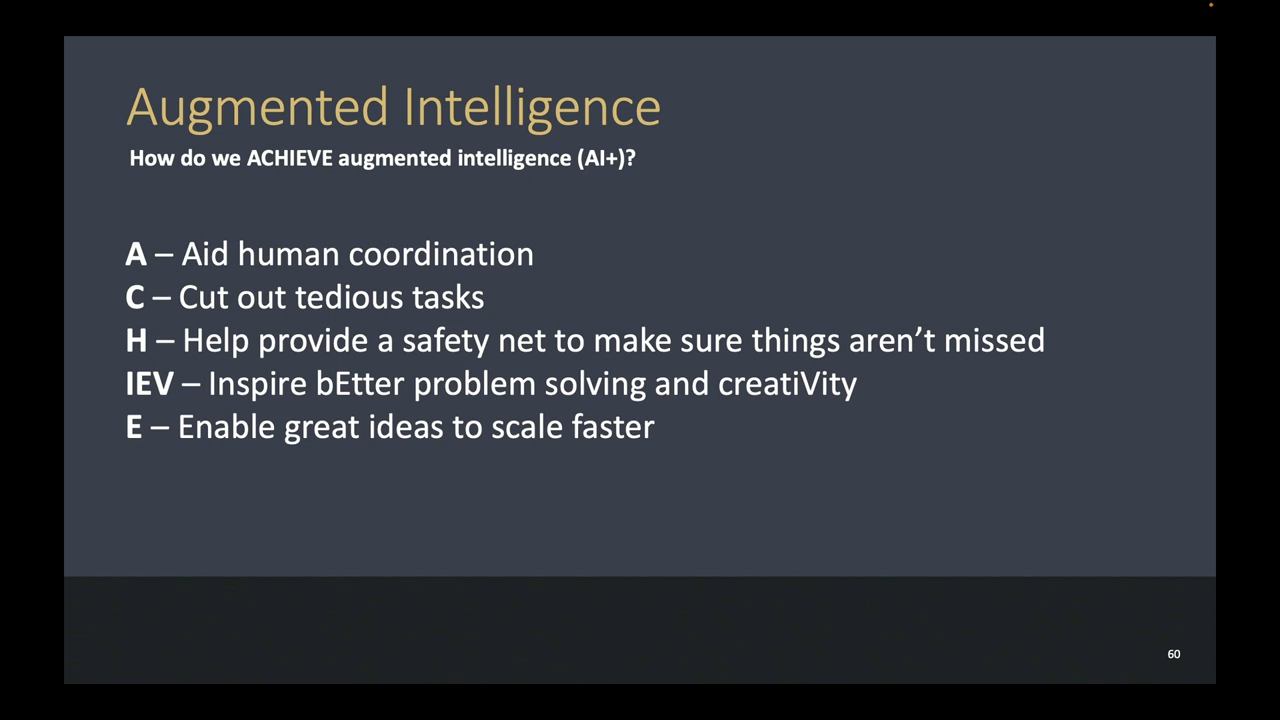 Augmented Intelligence
How do we ACHIEVE augmented intelligence (AI+)?
A – Aid human coordination
C – Cut out tedious tasks
H – Help provide a safety net to make sure things aren’t missed
IEV – Inspire bEtter problem solving and creatiVity
E – Enable great ideas to scale faster
60